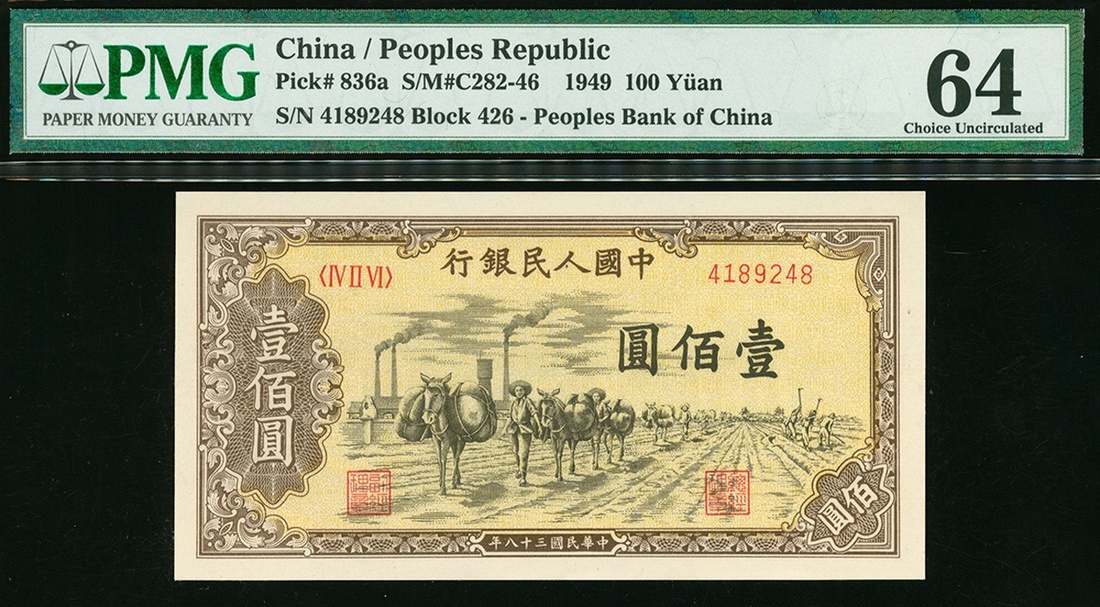 PMG
PAPER MONEY GUARANTY
China / Peoples Republic
Pick# 836a S/M#C282-46 1949 100 Yüan
S/N 4189248 Block 426 - Peoples Bank of China
64
Choice Uncirculated
行銀民人國中
〈IV II VI〉
4189248
圓佰壹
壹佰圓
佰圓
年八十三國民華中